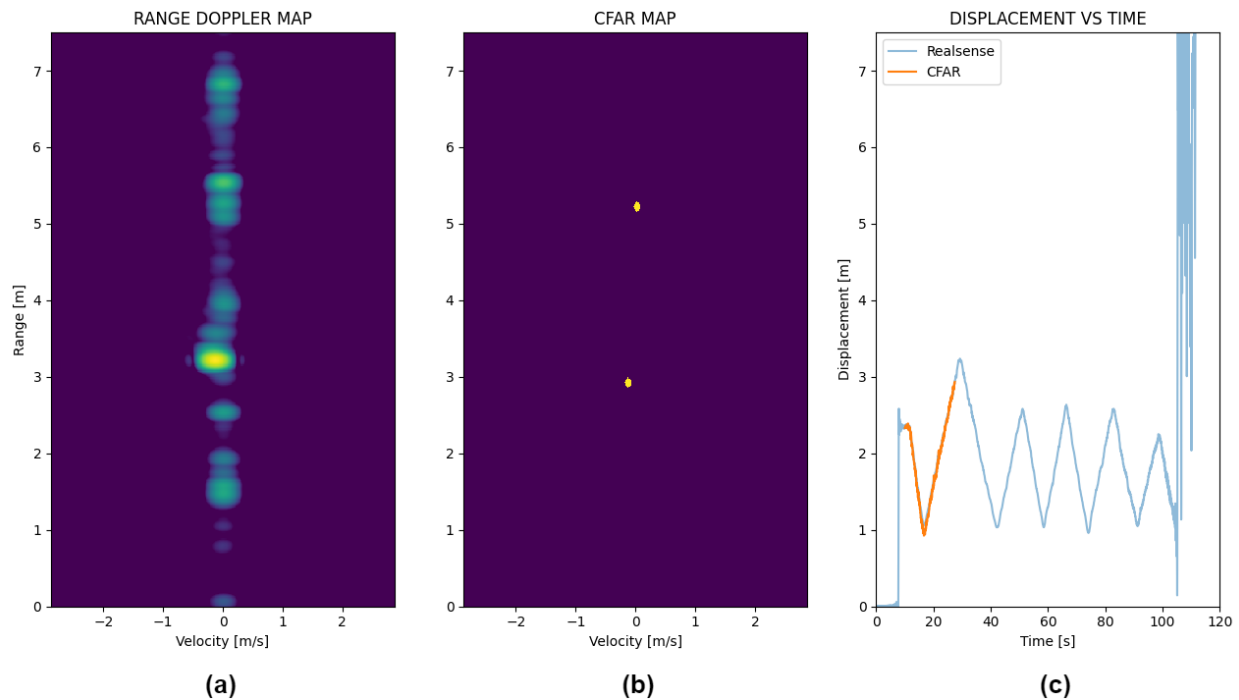 RANGE DOPPLER MAP
7
6
5
4
3
2
1
0
Range [m]
−2 −1 0 1 2
Velocity [m/s]
(a)
CFAR MAP
7
6
5
4
3
2
1
0
−2 −1 0 1 2
Velocity [m/s]
(b)
DISPLACEMENT VS TIME
Realsense
CFAR
7
6
5
4
3
2
1
0
Displacement [m]
0 20 40 60 80 100 120
Time [s]
(c)